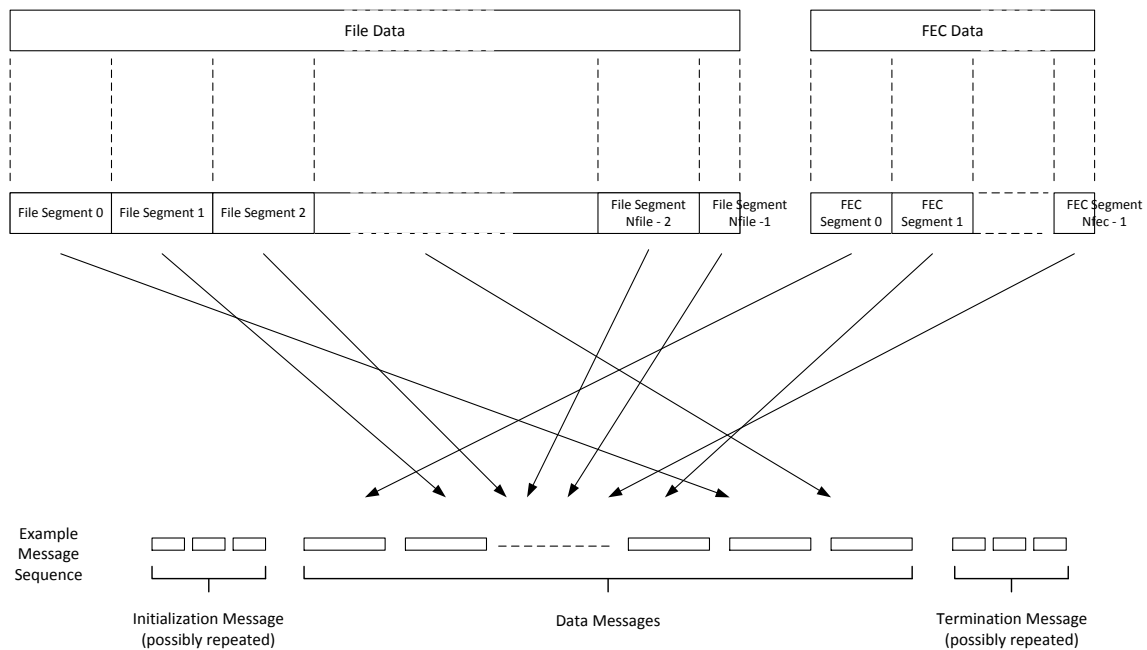 File Data
FEC Data
File Segment 0
File Segment 1
File Segment 2
File Segment
Nfile - 2
File Segment
Nfile -1
FEC
Segment 0
FEC
Segment 1
FEC Segment
Nfec - 1
Example
Message
Sequence
Initialization Message
(possibly repeated)
Data Messages
Termination Message
(possibly repeated)